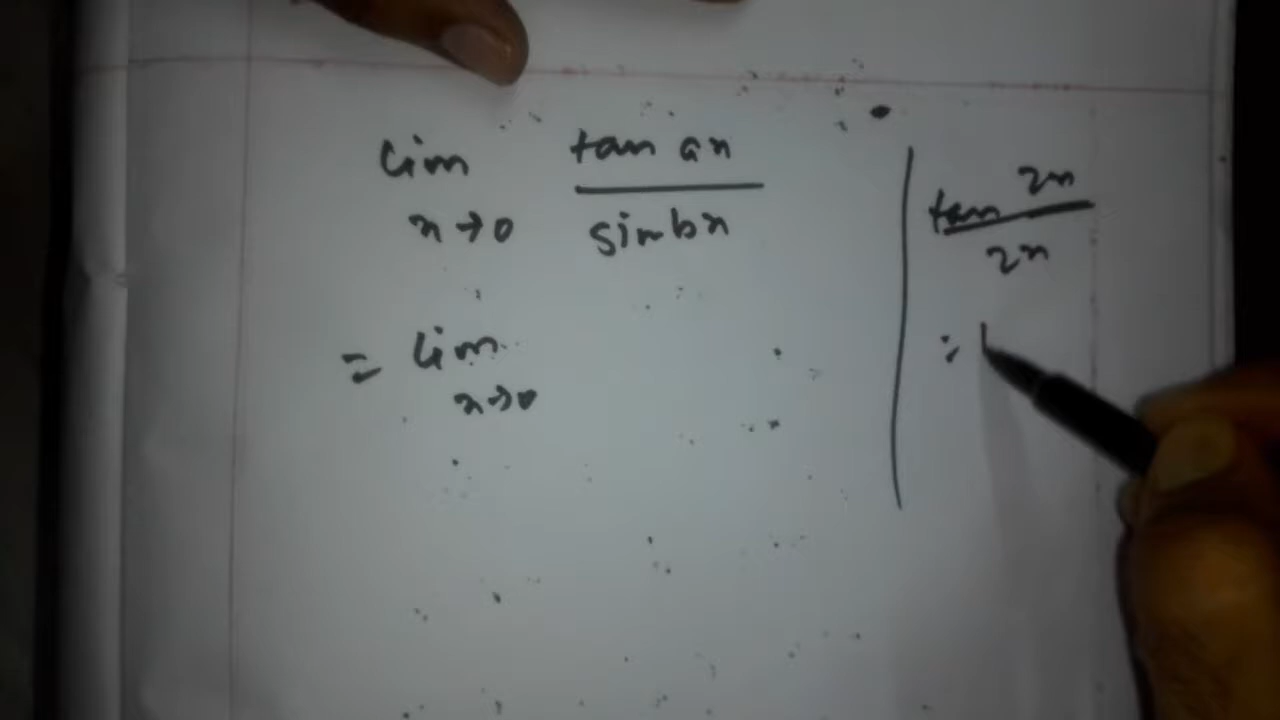 lim tan ax
x→0 sin bx
= lim
x→0
tan 2x
2x
= 1